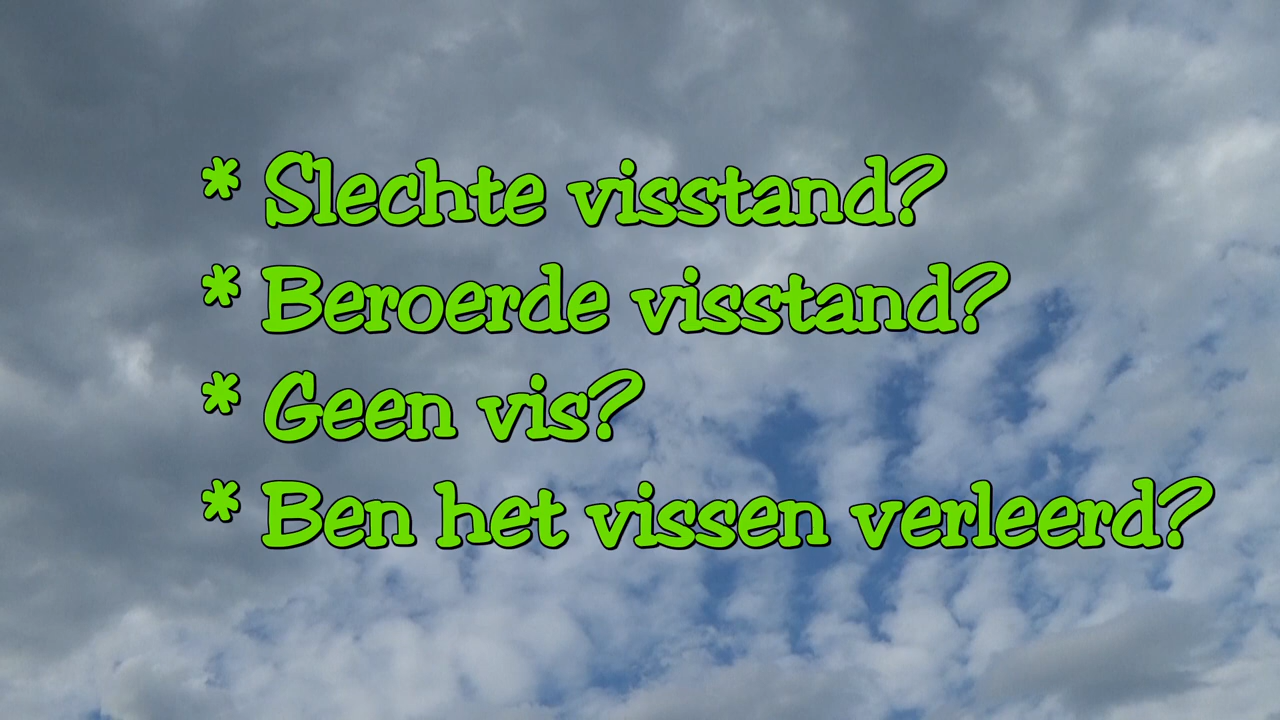 * Slechte visstand?
* Beroerde visstand?
* Geen vis?
* Ben het vissen verleerd?